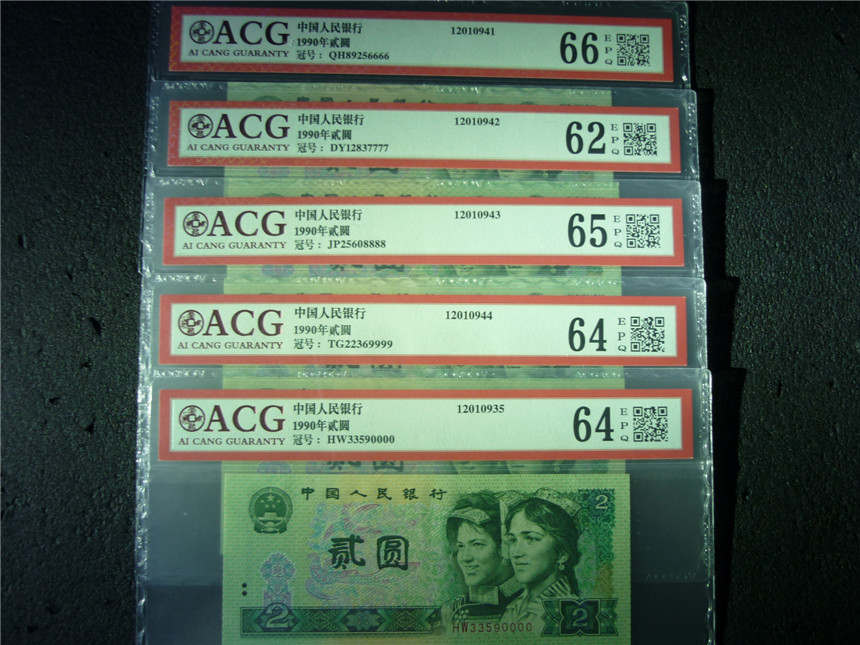 ACG
AI CANG GUARANTY
中国人民银行
1990年贰圆
冠号： QH89256666
12010941
66 EPQ
ACG
AI CANG GUARANTY
中国人民银行
1990年贰圆
冠号： DY12837777
12010942
62 EPQ
ACG
AI CANG GUARANTY
中国人民银行
1990年贰圆
冠号： JP25608888
12010943
65 EPQ
ACG
AI CANG GUARANTY
中国人民银行
1990年贰圆
冠号： TG22369999
12010944
64 EPQ
ACG
AI CANG GUARANTY
中国人民银行
1990年贰圆
冠号： HW33590000
12010935
64 EPQ
中国人民银行
2
贰圆
2
HW33590000
2